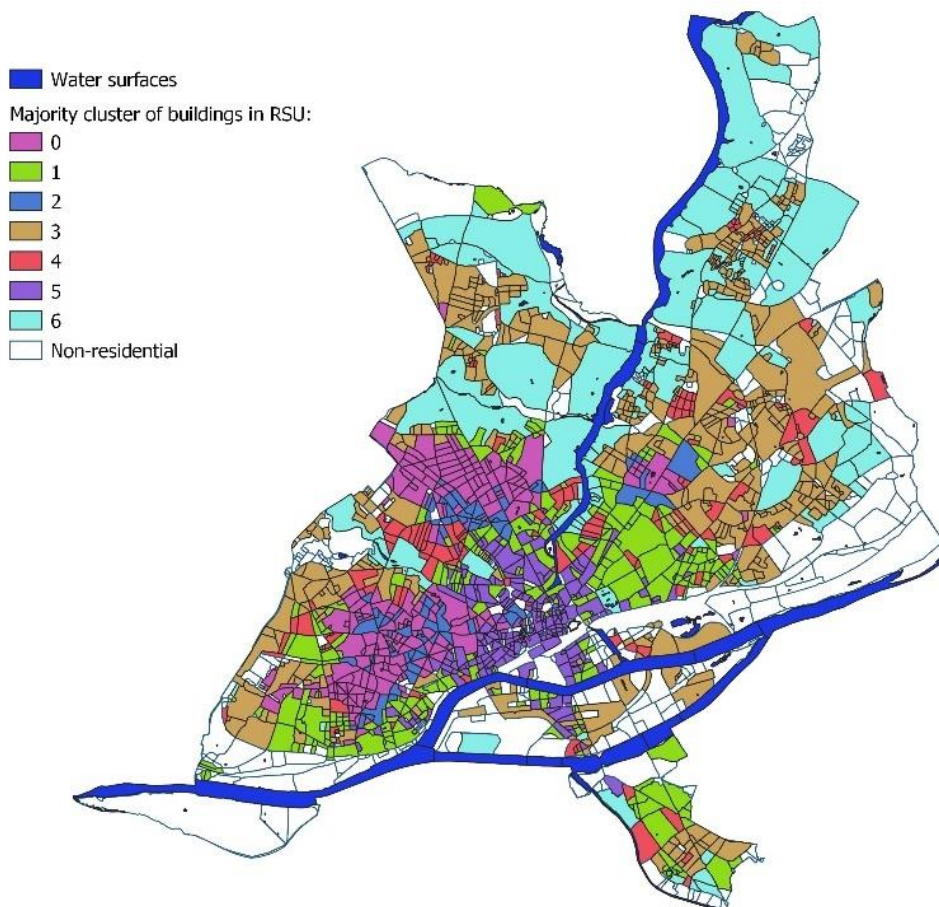 Water surfaces
Majority cluster of buildings in RSU:
0
1
2
3
4
5
6
Non-residential